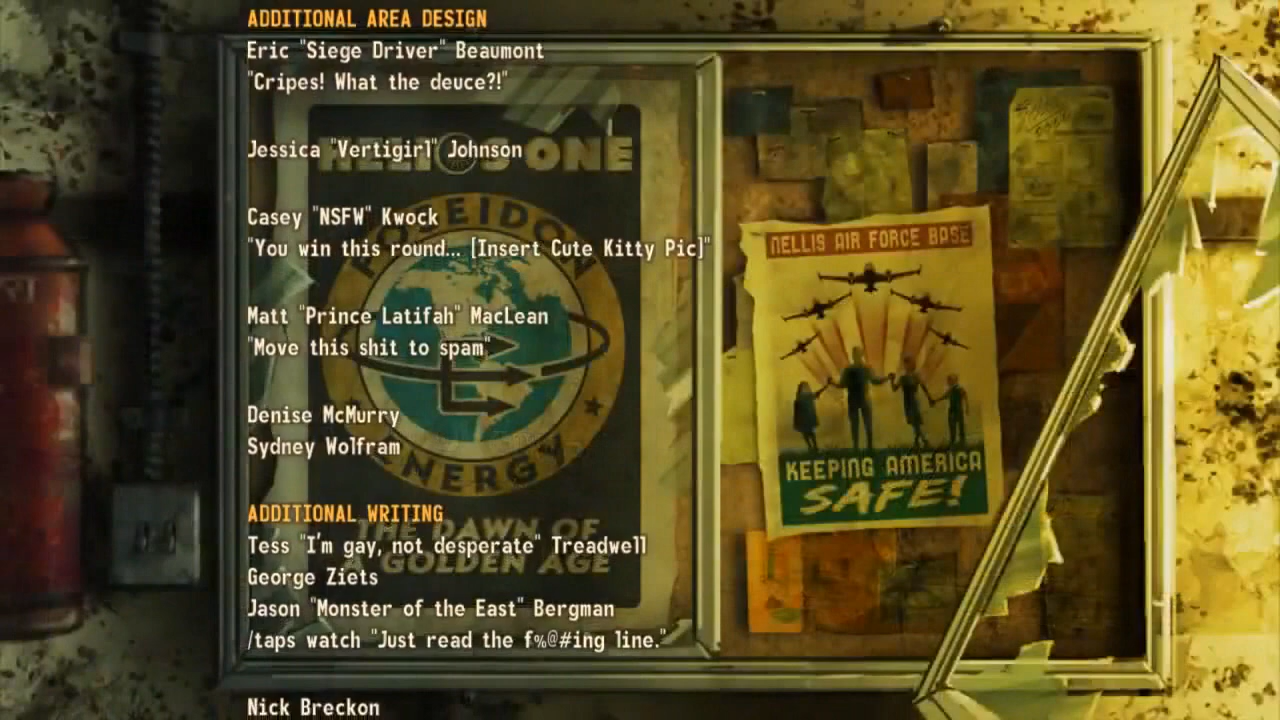 ADDITIONAL AREA DESIGN
Eric "Siege Driver" Beaumont
"Cripes! What the deuce?!"
Jessica "Vertigirl" Johnson
Casey "NSFW" Kwock
"You win this round... [Insert Cute Kitty Pic]"
Matt "Prince Latifah" MacLean
"Move this shit to spam"
Denise McMurry
Sydney Wolfram
ADDITIONAL WRITING
Tess "I'm gay, not desperate" Treadwell
George Ziets
Jason "Monster of the East" Bergman
/taps watch "Just read the f%@#ing line."
Nick Breckon
HELIOS ONE
POSEIDON
ENERGY
THE DAWN OF
A GOLDEN AGE
NELLIS AIR FORCE BASE
KEEPING AMERICA
SAFE!